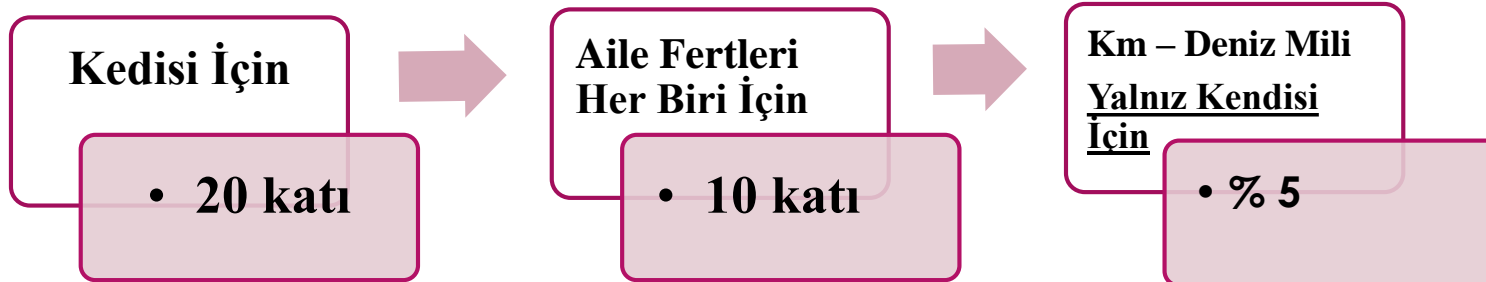 Kedisi İçin
• 20 katı
Aile Fertleri
Her Biri İçin
• 10 katı
Km – Deniz Mili
Yalnız Kendisi
İçin
• % 5